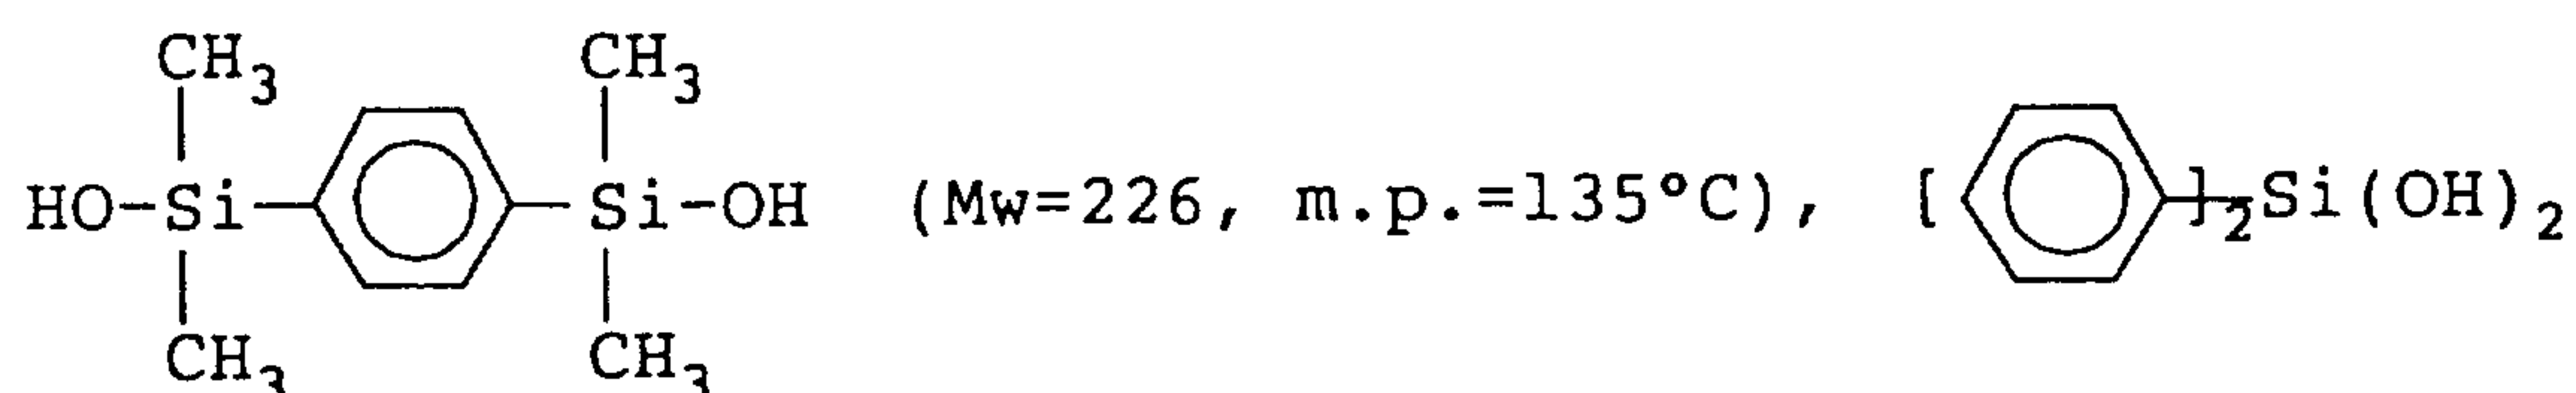 CH3 CH3
HO-Si Si-OH (Mw=226, m.p.=135°C), [ ]2Si(OH)2
CH3 CH3